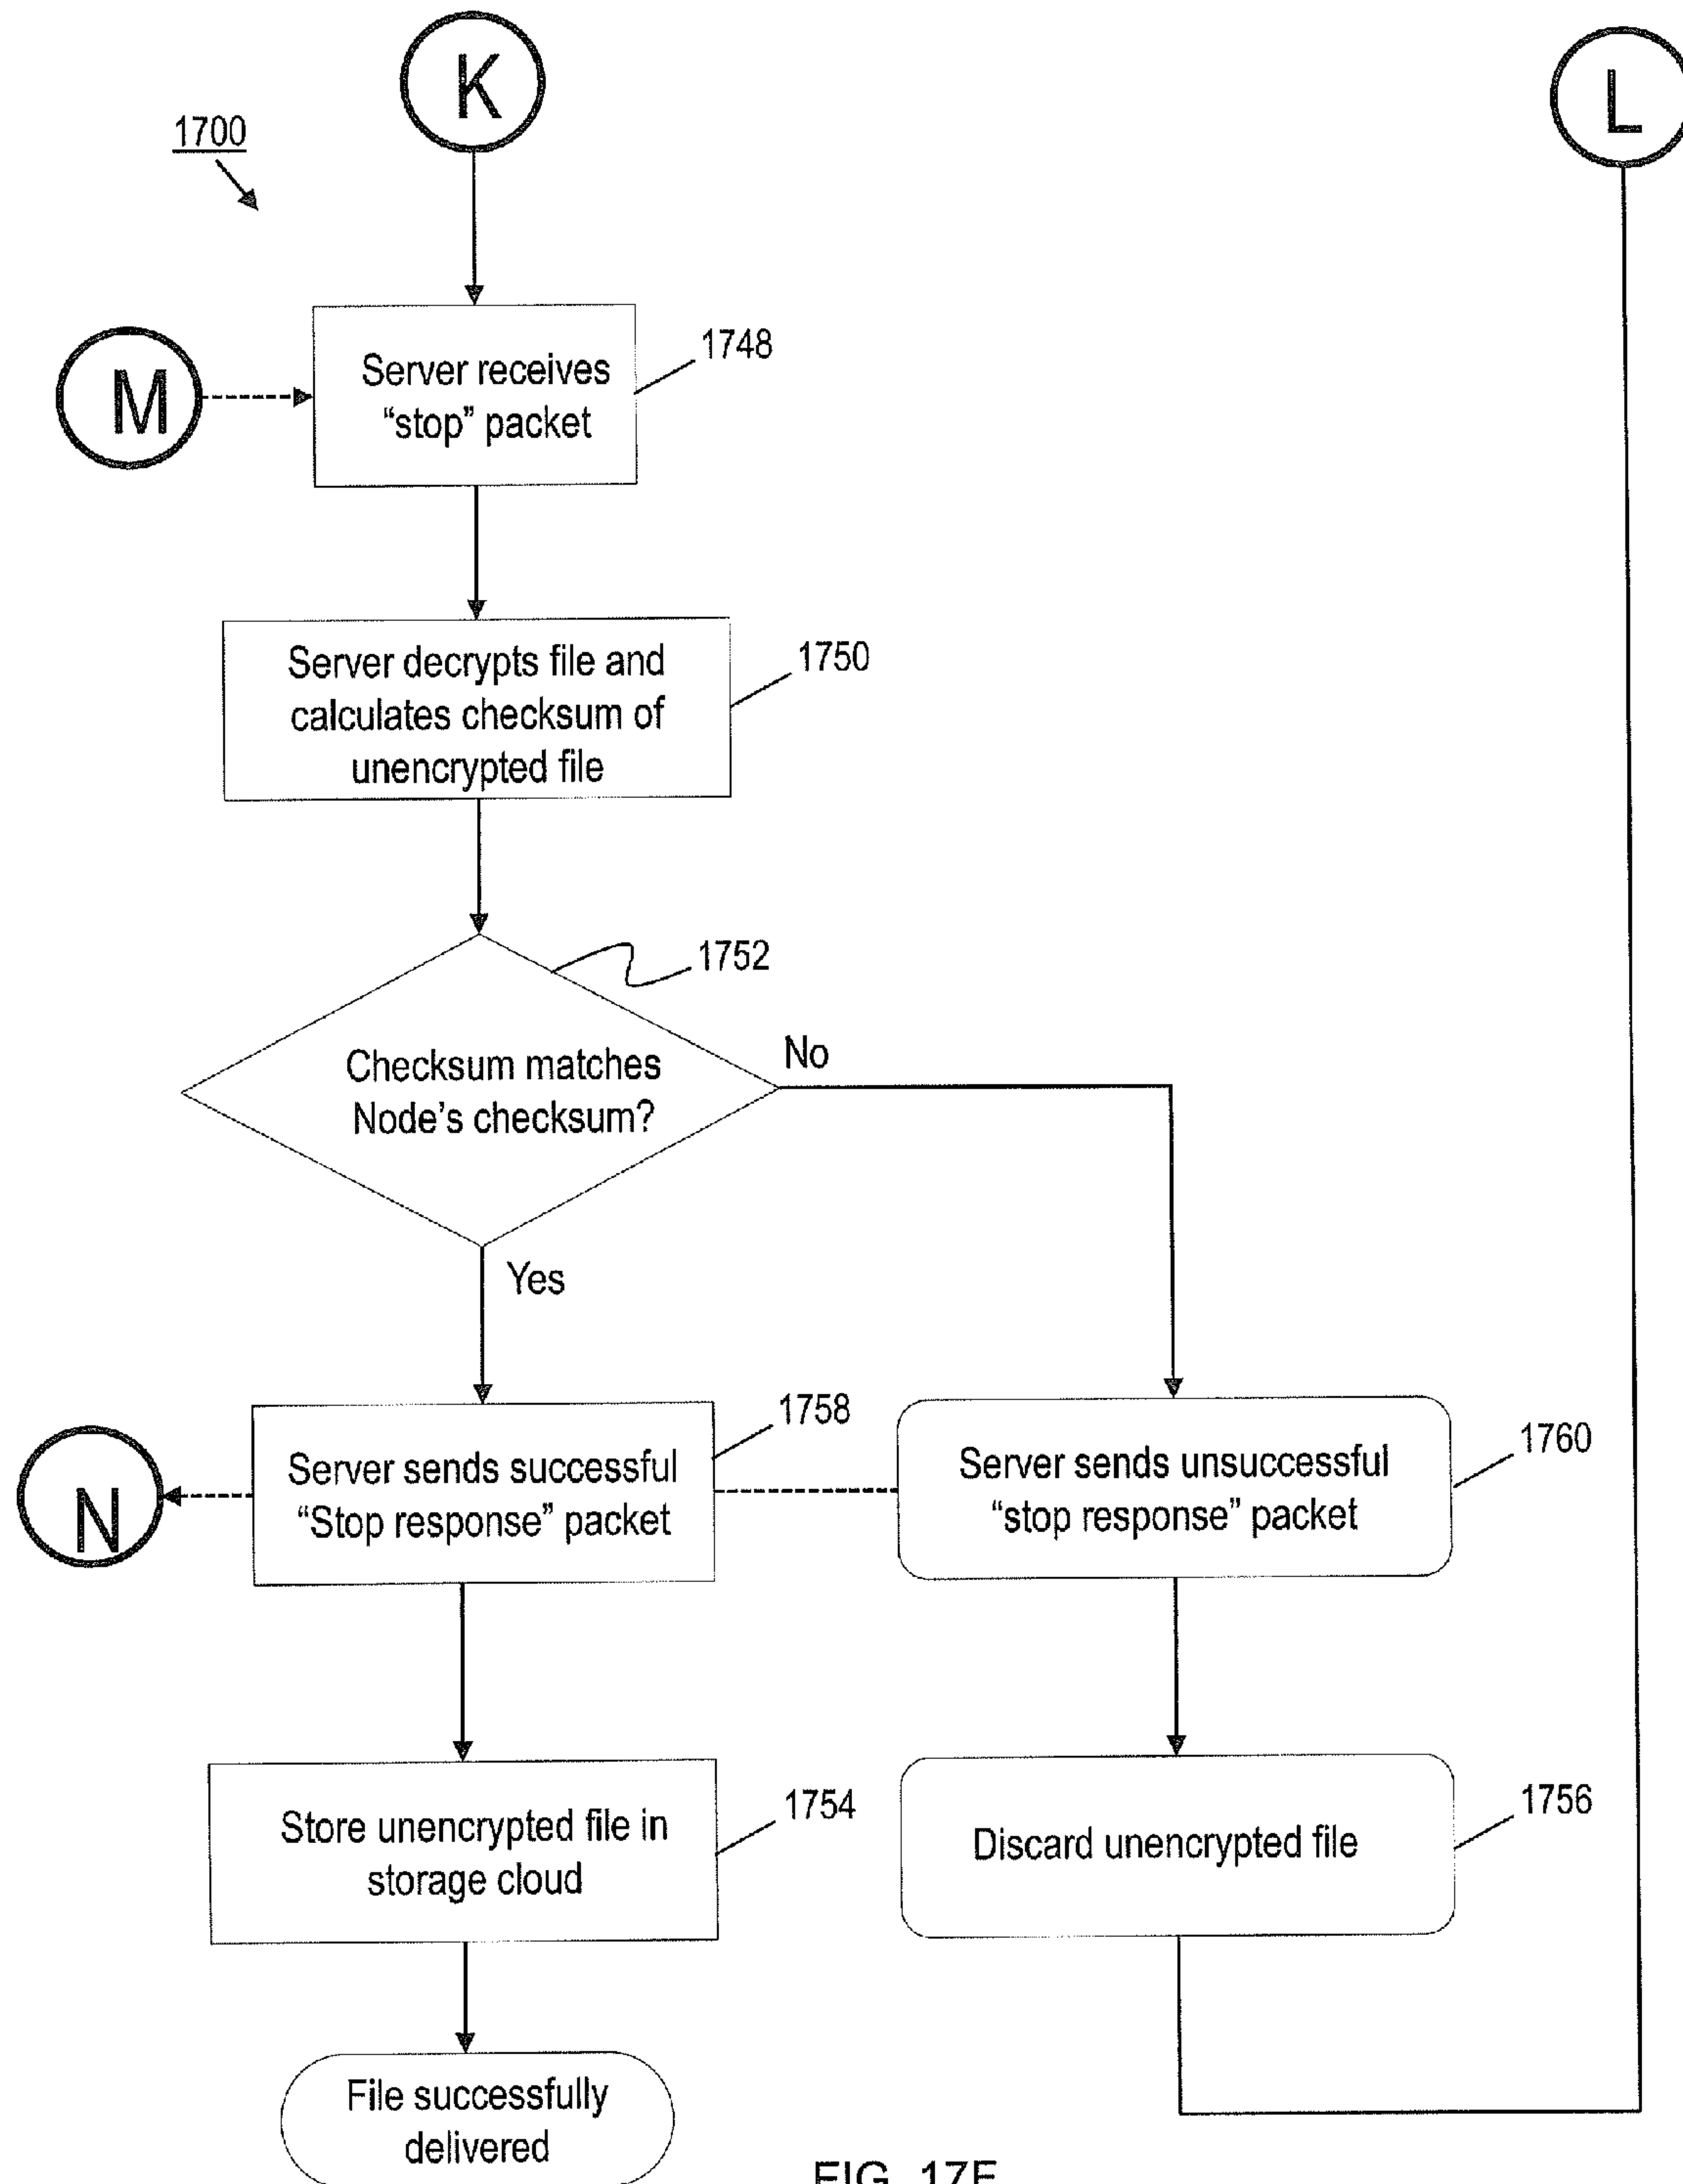 K
L
1700
M
Server receives
“stop” packet
1748
Server decrypts file and
calculates checksum of
unencrypted file
1750
1752
Checksum matches
Node’s checksum?
No
Yes
N
Server sends successful
“Stop response” packet
1758
Server sends unsuccessful
“stop response” packet
1760
Store unencrypted file in
storage cloud
1754
Discard unencrypted file
1756
File successfully
delivered